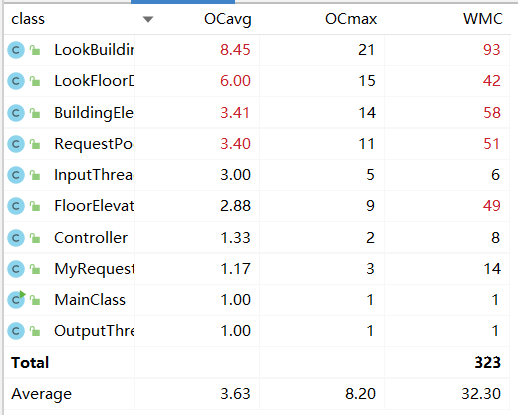 class OCavg OCmax WMC
C LookBuildin 8.45 21 93
C LookFloorD 6.00 15 42
C BuildingEle 3.41 14 58
C RequestPo 3.40 11 51
C InputThrea 3.00 5 6
C FloorElevat 2.88 9 49
C Controller 1.33 2 8
C MyRequest 1.17 3 14
C MainClass 1.00 1 1
C OutputThre 1.00 1 1
Total 323
Average 3.63 8.20 32.30